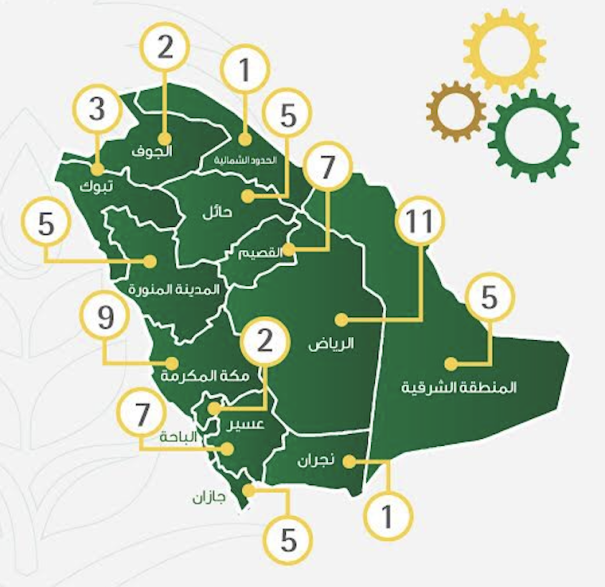 2
1
3
5
الجوف
الحدود الشمالية
تبوك
7
حائل
5
11
القصيم
المدينة المنورة
5
9
2
الرياض
مكة المكرمة
المنطقة الشرقية
7
عسير
الباحة
نجران
جازان
1
5